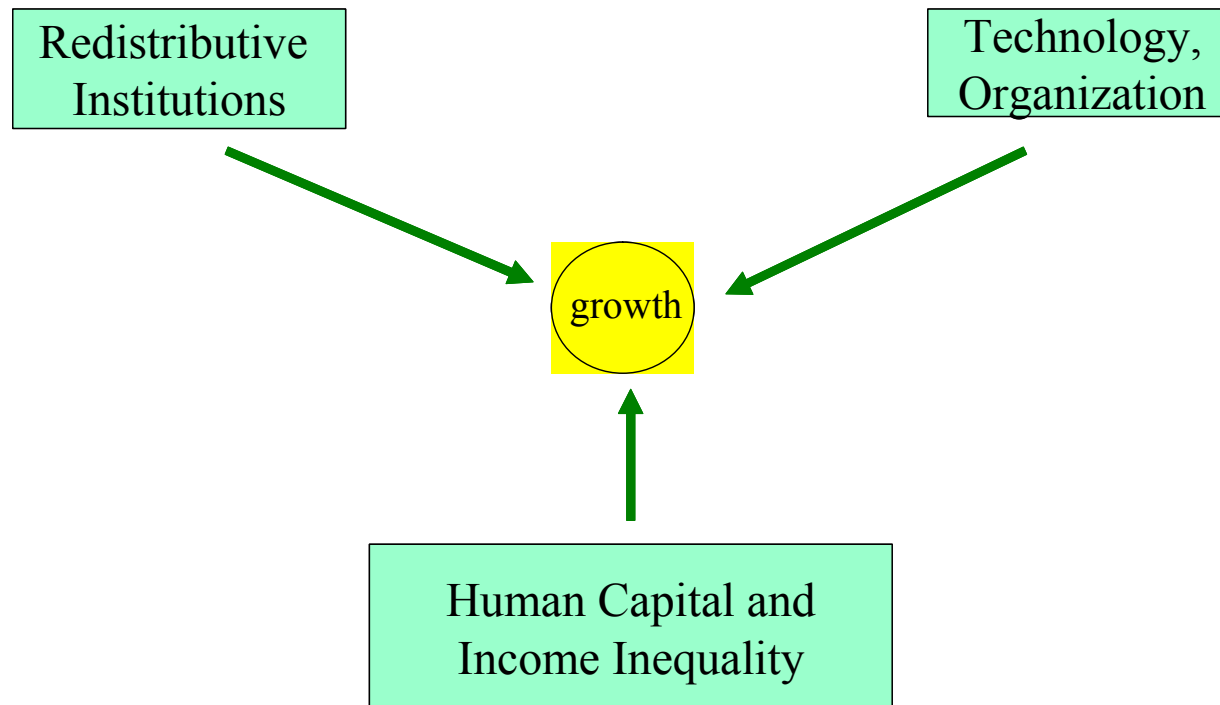 Redistributive
Institutions
Technology,
Organization
growth
Human Capital and
Income Inequality